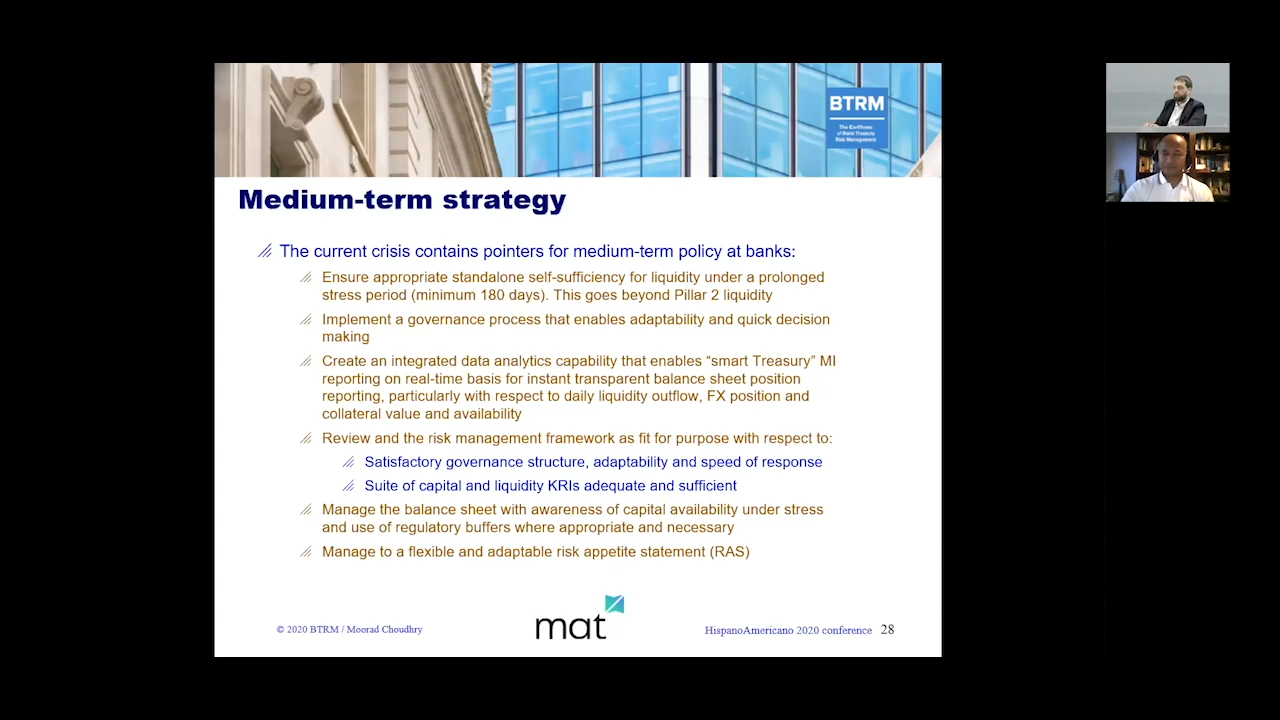 BTRM
The Certificate
of Bank Treasury
Risk Management
Medium-term strategy
The current crisis contains pointers for medium-term policy at banks:
Ensure appropriate standalone self-sufficiency for liquidity under a prolonged
stress period (minimum 180 days). This goes beyond Pillar 2 liquidity
Implement a governance process that enables adaptability and quick decision
making
Create an integrated data analytics capability that enables “smart Treasury” MI
reporting on real-time basis for instant transparent balance sheet position
reporting, particularly with respect to daily liquidity outflow, FX position and
collateral value and availability
Review and the risk management framework as fit for purpose with respect to:
Satisfactory governance structure, adaptability and speed of response
Suite of capital and liquidity KRIs adequate and sufficient
Manage the balance sheet with awareness of capital availability under stress
and use of regulatory buffers where appropriate and necessary
Manage to a flexible and adaptable risk appetite statement (RAS)
© 2020 BTRM / Moorad Choudhry
mat
HispanoAmericano 2020 conference 28